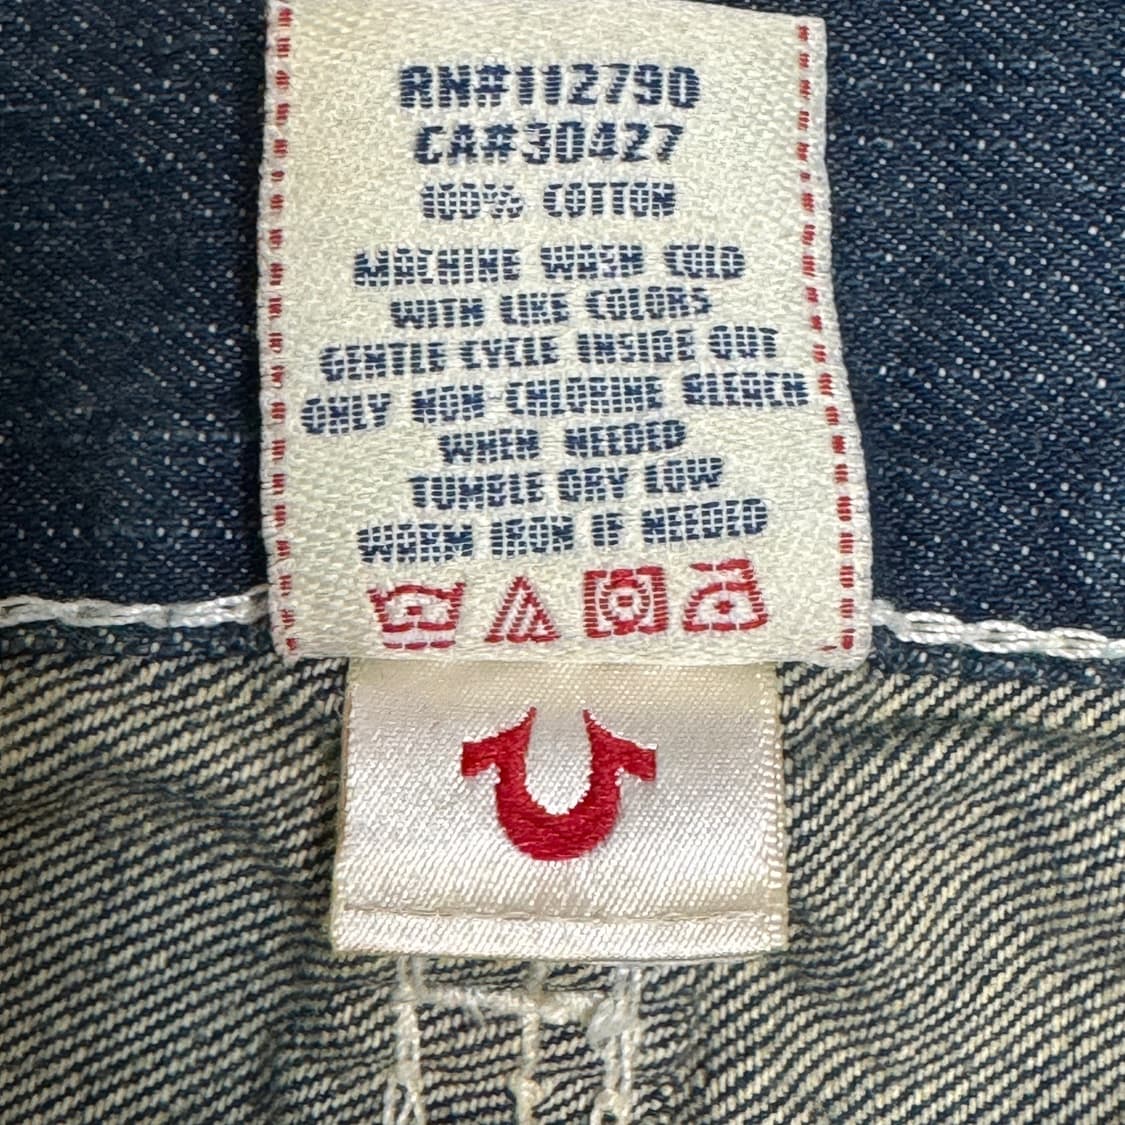 RN#112790
CA#30427
100% COTTON
MACHINE WASH COLD
WITH LIKE COLORS
GENTLE CYCLE INSIDE OUT
ONLY NON-CHLORINE BLEECH
WHEN NEEDED
TUMBLE DRY LOW
WARM IRON IF NEEDED